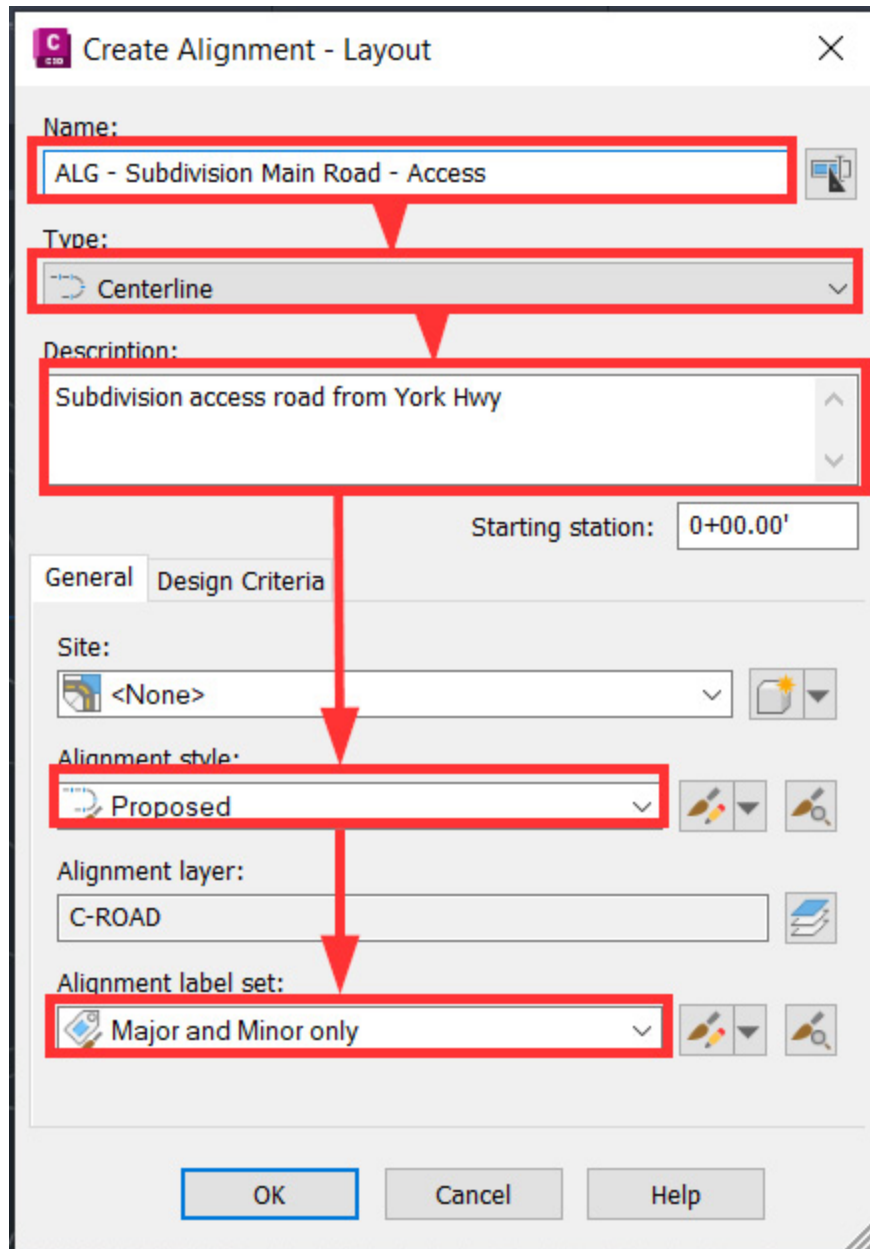 C
C3D
Create Alignment - Layout
Name:
ALG - Subdivision Main Road - Access
Type:
Centerline
Description:
Subdivision access road from York Hwy
Starting station:
0+00.00'
General
Design Criteria
Site:
<None>
Alignment style:
Proposed
Alignment layer:
C-ROAD
Alignment label set:
Major and Minor only
OK
Cancel
Help